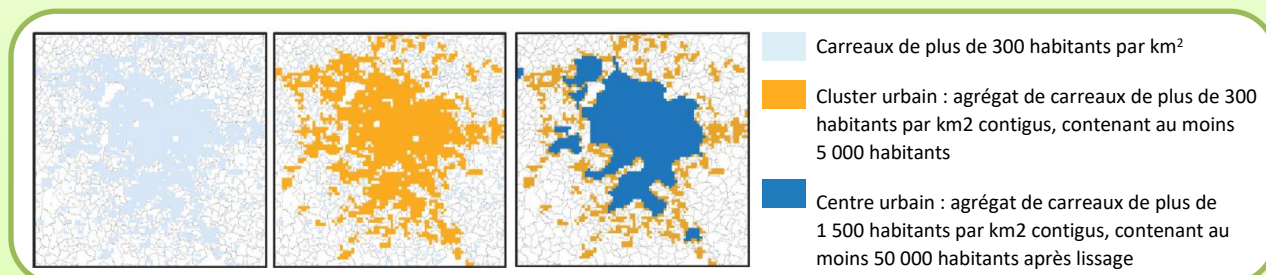 Carreaux de plus de 300 habitants par km²
Cluster urbain : agrégat de carreaux de plus de 300
habitants par km2 contigus, contenant au moins
5 000 habitants
Centre urbain : agrégat de carreaux de plus de
1 500 habitants par km2 contigus, contenant au
moins 50 000 habitants après lissage